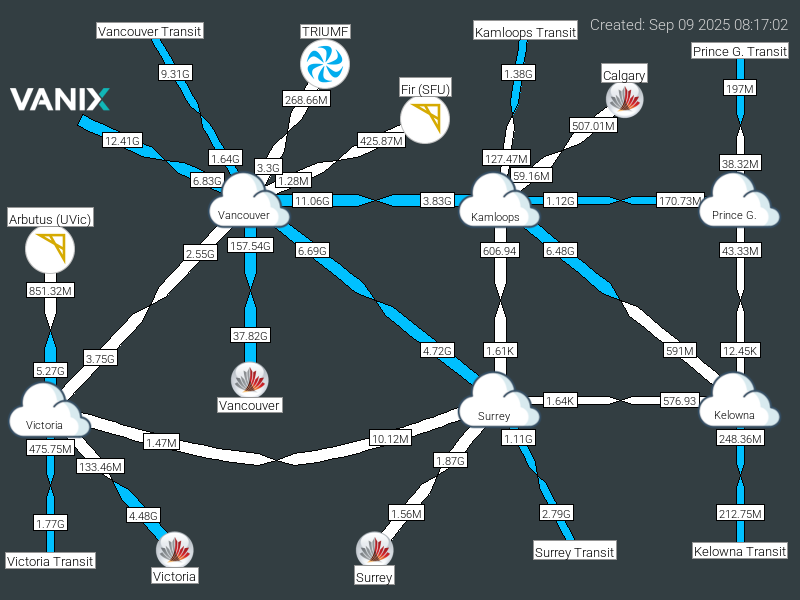 Created: Sep 09 2025 08:17:02
Vancouver Transit
TRIUMF
Kamloops Transit
Prince G. Transit
9.31G
1.38G
Calgary
197M
VANIX
268.66M
Fir (SFU)
507.01M
12.41G
425.87M
1.64G
127.47M
38.32M
3.3G
59.16M
6.83G
1.28M
11.06G
3.83G
1.12G
170.73M
Arbutus (UVic)
Vancouver
Kamloops
Prince G.
157.54G
2.55G
6.69G
606.94
6.48G
43.33M
851.32M
37.82G
3.75G
4.72G
1.61K
591M
12.45K
5.27G
Vancouver
1.64K
576.93
Victoria
Surrey
Kelowna
475.75M
1.47M
10.12M
1.11G
248.36M
133.46M
1.87G
1.77G
4.48G
1.56M
2.79G
212.75M
Victoria Transit
Victoria
Surrey
Surrey Transit
Kelowna Transit